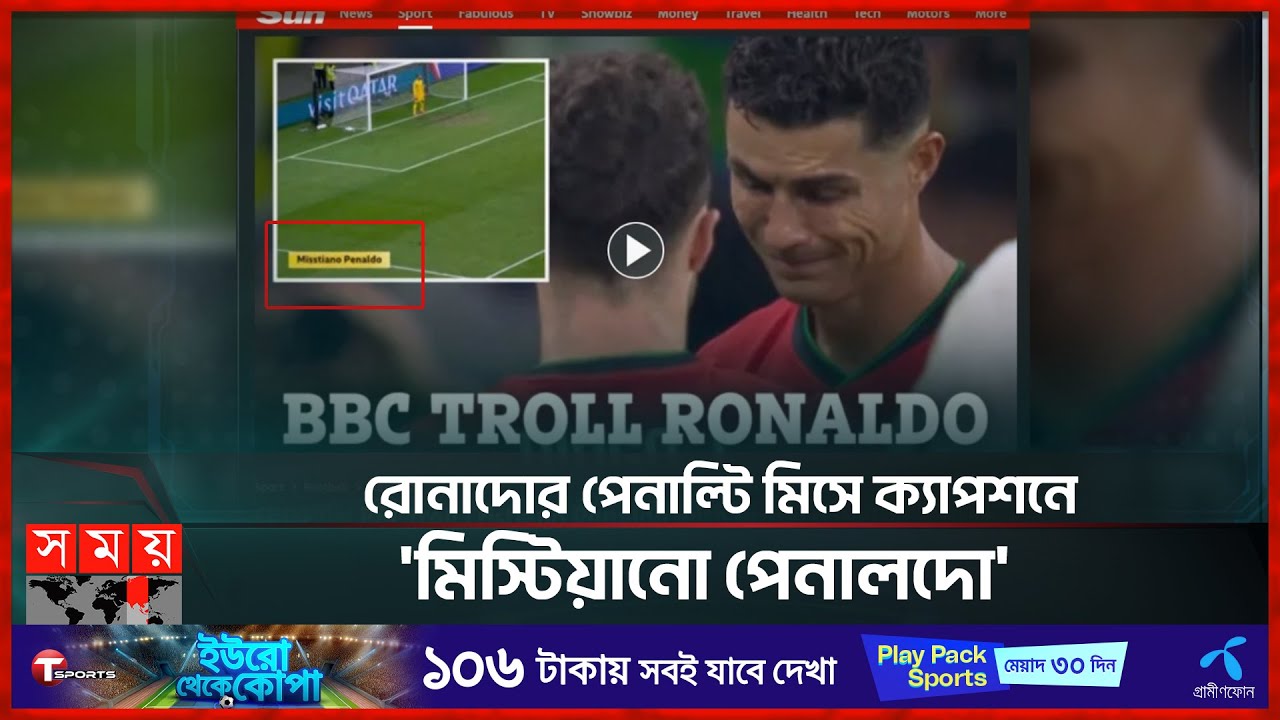 Sun
News Sport Fabulous TV Showbiz Money Travel Health Tech Motors More
visit QATAR
Misstiano Penaldo
BBC TROLL RONALDO
রোনাদোর পেনাল্টি মিসে ক্যাপশনে
'মিস্টিয়ানো পেনালদো'
সময়
T SPORTS
ইউরো
থেকে কোপা
১০৬ টাকায় সবই যাবে দেখা
Play Pack
Sports
মেয়াদ ৩০ দিন
গ্রামীণফোন